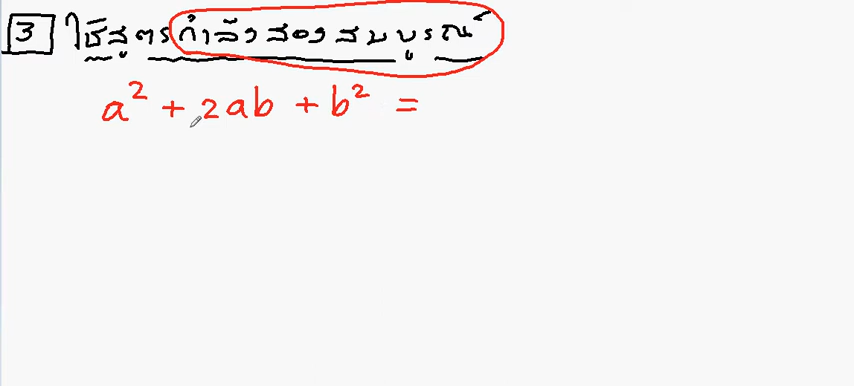 3 ใช้สูตรกำลังสองสมบูรณ์
a² + 2ab + b² =